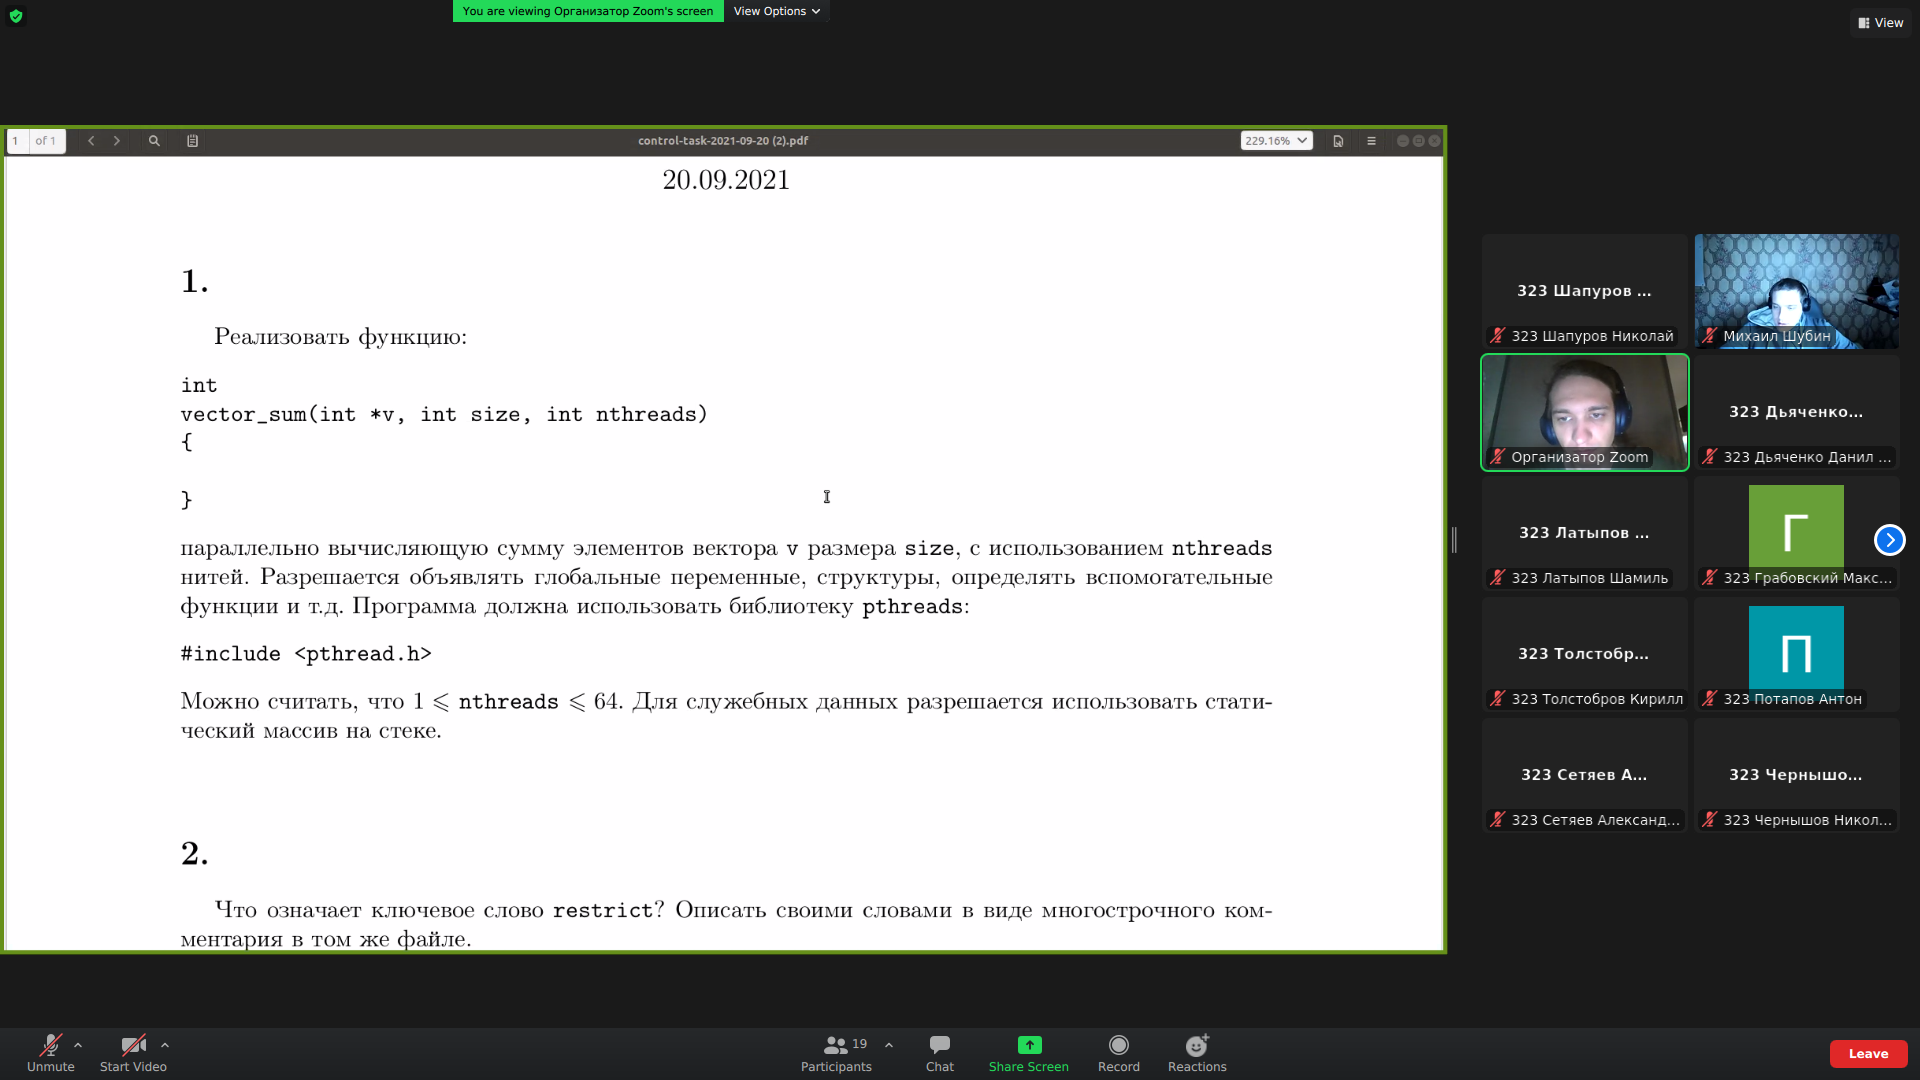 You are viewing Организатор Zoom's screen
View Options
View
1 of 1
control-task-2021-09-20 (2).pdf
229.16%
20.09.2021
1.
Реализовать функцию:
int
vector_sum(int *v, int size, int nthreads)
{
}
параллельно вычисляющую сумму элементов вектора v размера size, с использованием nthreads
нитей. Разрешается объявлять глобальные переменные, структуры, определять вспомогательные
функции и т.д. Программа должна использовать библиотеку pthreads:
#include <pthread.h>
Можно считать, что 1 ⩽ nthreads ⩽ 64. Для служебных данных разрешается использовать стати-
ческий массив на стеке.
2.
Что означает ключевое слово restrict? Описать своими словами в виде многострочного ком-
ментария в том же файле.
323 Шапуров ...
323 Шапуров Николай
Михаил Шубин
Организатор Zoom
323 Дьяченко...
323 Дьяченко Данил ...
323 Латыпов ...
323 Латыпов Шамиль
Г
323 Грабовский Макс...
323 Толстобр...
323 Толстобров Кирилл
П
323 Потапов Антон
323 Сетяев А...
323 Сетяев Александ...
323 Чернышо...
323 Чернышов Никол...
Unmute
Start Video
Participants
19
Chat
Share Screen
Record
Reactions
Leave